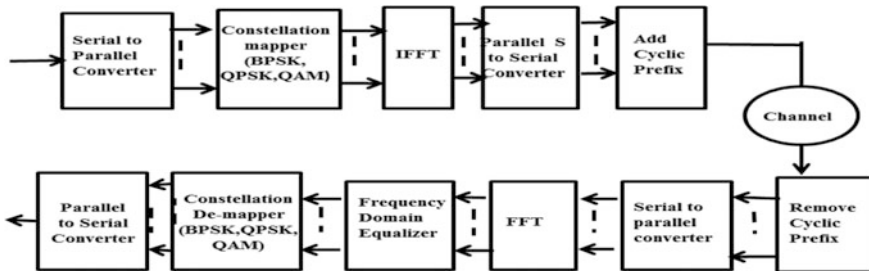 Serial to
Parallel
Converter
Constellation
mapper
(BPSK,
QPSK,QAM)
IFFT
Parallel S
to Serial
Converter
Add
Cyclic
Prefix
Channel
Parallel
to
Serial
Converter
Constellation
De-mapper
(BPSK,QPSK,
QAM)
Frequency
Domain
Equalizer
FFT
Serial to
parallel
converter
Remove
Cyclic
Prefix